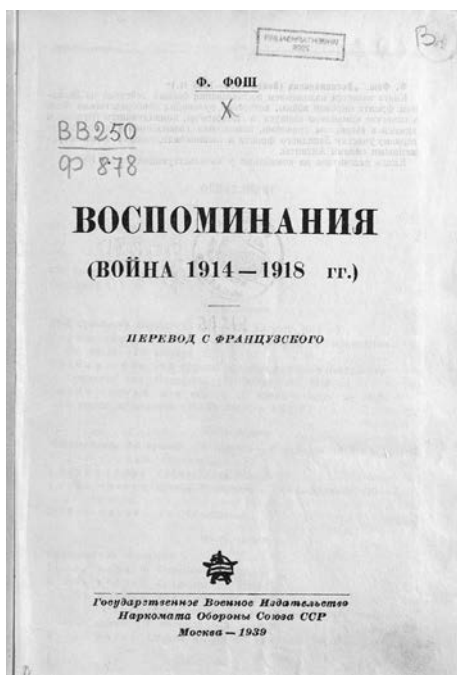 Ф. ФОШ
ВВ250
Ф 878
ВОСПОМИНАНИЯ
(ВОЙНА 1914—1918 гг.)
ПЕРЕВОД С ФРАНЦУЗСКОГО
Государственное Военное Издательство
Наркомата Обороны Союза ССР
Москва — 1939